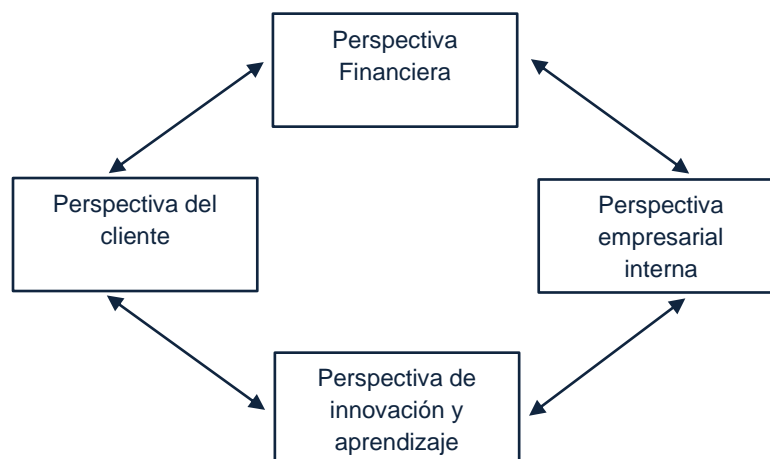 Perspectiva
Financiera
Perspectiva del
cliente
Perspectiva
empresarial
interna
Perspectiva de
innovación y
aprendizaje